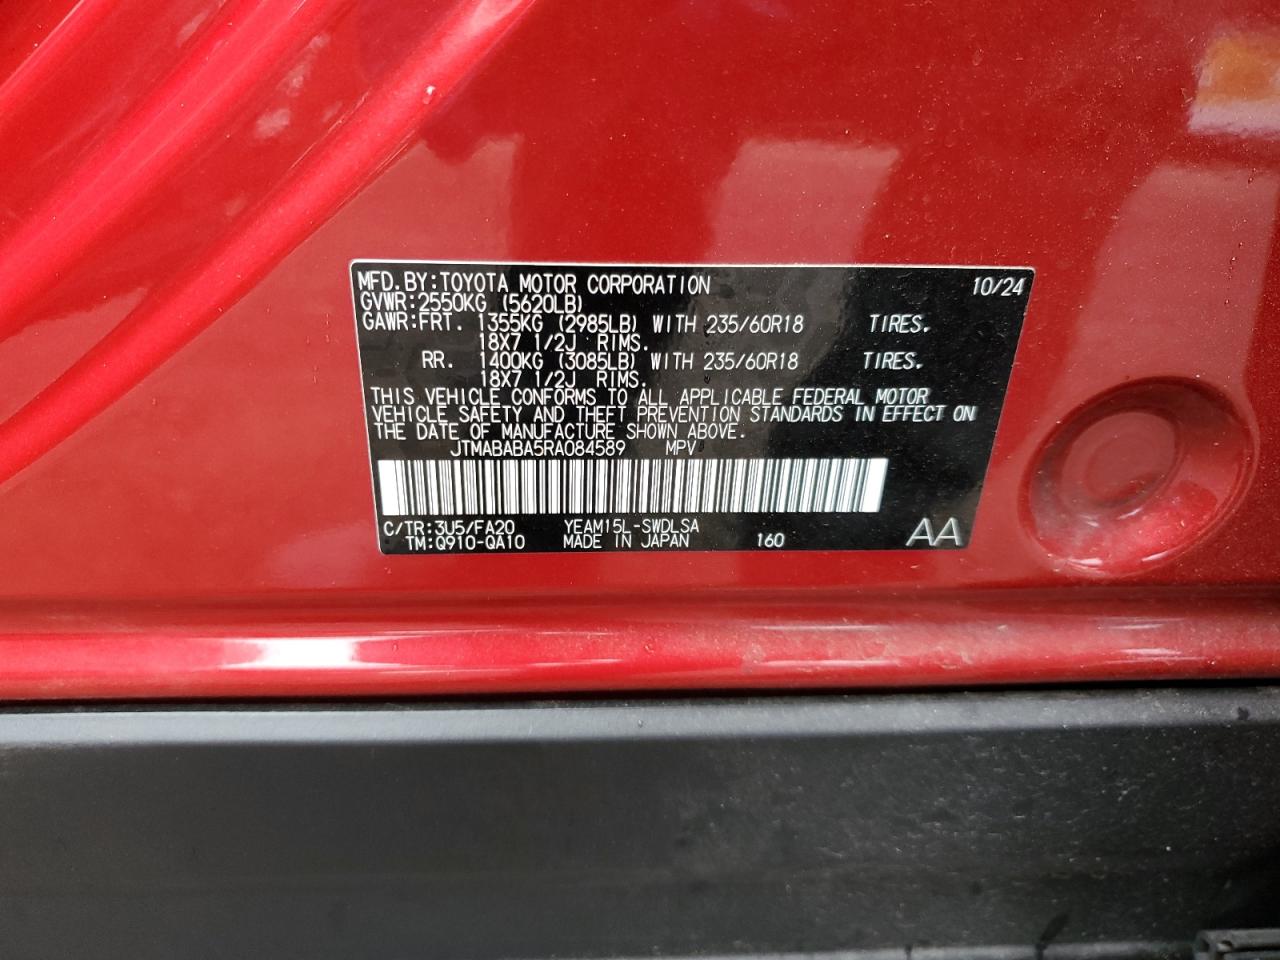 MFD.BY:TOYOTA MOTOR CORPORATION 10/24
GVWR:2550KG (5620LB)
GAWR:FRT. 1355KG (2985LB) WITH 235/60R18 TIRES.
18X7 1/2J RIMS.
RR. 1400KG (3085LB) WITH 235/60R18 TIRES.
18X7 1/2J RIMS.
THIS VEHICLE CONFORMS TO ALL APPLICABLE FEDERAL MOTOR
VEHICLE SAFETY AND THEFT PREVENTION STANDARDS IN EFFECT ON
THE DATE OF MANUFACTURE SHOWN ABOVE.
JTMABABA5RA084589 MPV
C/TR:3U5/FA20 YEAM15L-SWDLSA
TM:Q910-QA10 MADE IN JAPAN 160 AA